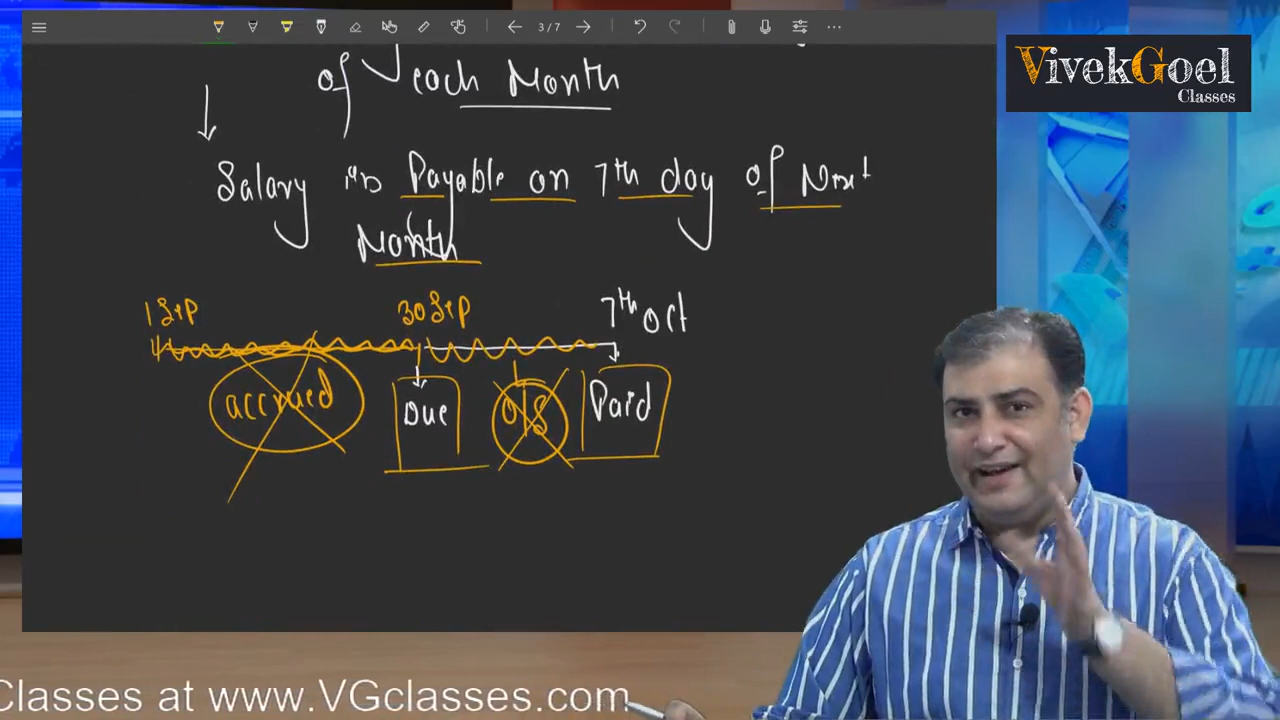 3/7
VivekGoel
Classes
of each Month
Salary is Payable on 7th day of Next
Month
1 Sep 30 Sep 7th Oct
accrued Due O/S Paid
Classes at www.VGclasses.com